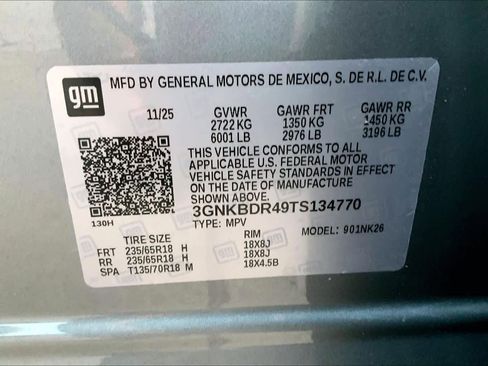 gm
MFD BY GENERAL MOTORS DE MEXICO, S. DE R.L. DE C.V.
11/25 GVWR GAWR FRT GAWR RR
2722 KG 1350 KG 1450 KG
6001 LB 2976 LB 3196 LB
THIS VEHICLE CONFORMS TO ALL
APPLICABLE U.S. FEDERAL MOTOR
VEHICLE SAFETY STANDARDS IN EFFECT
ON THE DATE OF MANUFACTURE
SHOWN ABOVE.
3GNKBDR49TS134770
130H TYPE: MPV MODEL: 901NK26
TIRE SIZE RIM
FRT 235/65R18 H 18X8J
RR 235/65R18 H 18X8J
SPA T135/70R18 M 18X4.5B